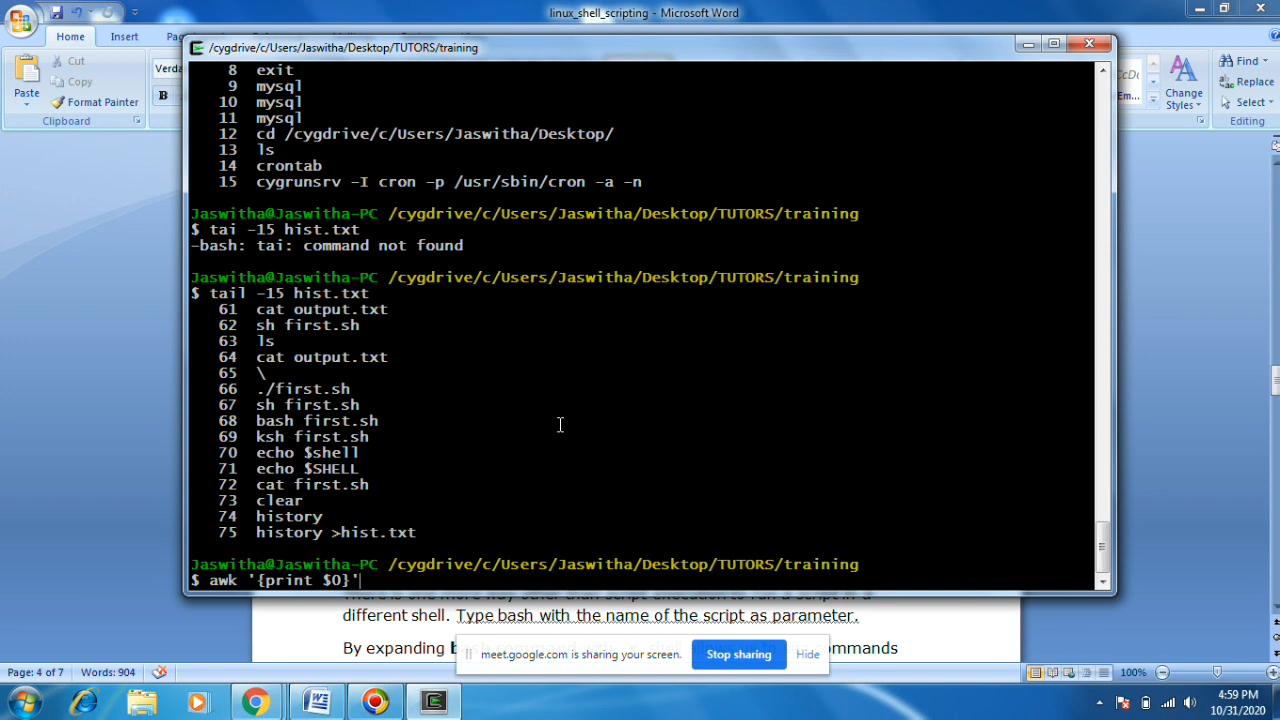 linux_shell_scripting - Microsoft Word
Home Insert
Cut
Copy
Paste
Format Painter
Clipboard
Verda
B
Change Styles
Find
Replace
Select
Editing
/cygdrive/c/Users/Jaswitha/Desktop/TUTORS/training
8 exit
9 mysql
10 mysql
11 mysql
12 cd /cygdrive/c/Users/Jaswitha/Desktop/
13 ls
14 crontab
15 cygrunsrv -I cron -p /usr/sbin/cron -a -n
Jaswitha@Jaswitha-PC /cygdrive/c/Users/Jaswitha/Desktop/TUTORS/training
$ tai -15 hist.txt
-bash: tai: command not found
Jaswitha@Jaswitha-PC /cygdrive/c/Users/Jaswitha/Desktop/TUTORS/training
$ tail -15 hist.txt
61 cat output.txt
62 sh first.sh
63 ls
64 cat output.txt
65 \
66 ./first.sh
67 sh first.sh
68 bash first.sh
69 ksh first.sh
70 echo $shell
71 echo $SHELL
72 cat first.sh
73 clear
74 history
75 history >hist.txt
Jaswitha@Jaswitha-PC /cygdrive/c/Users/Jaswitha/Desktop/TUTORS/training
$ awk '{print $0}'
different shell. Type bash with the name of the script as parameter.
By expanding
meet.google.com is sharing your screen.
Stop sharing
Hide
Page: 4 of 7 Words: 904
100%
4:59 PM
10/31/2020